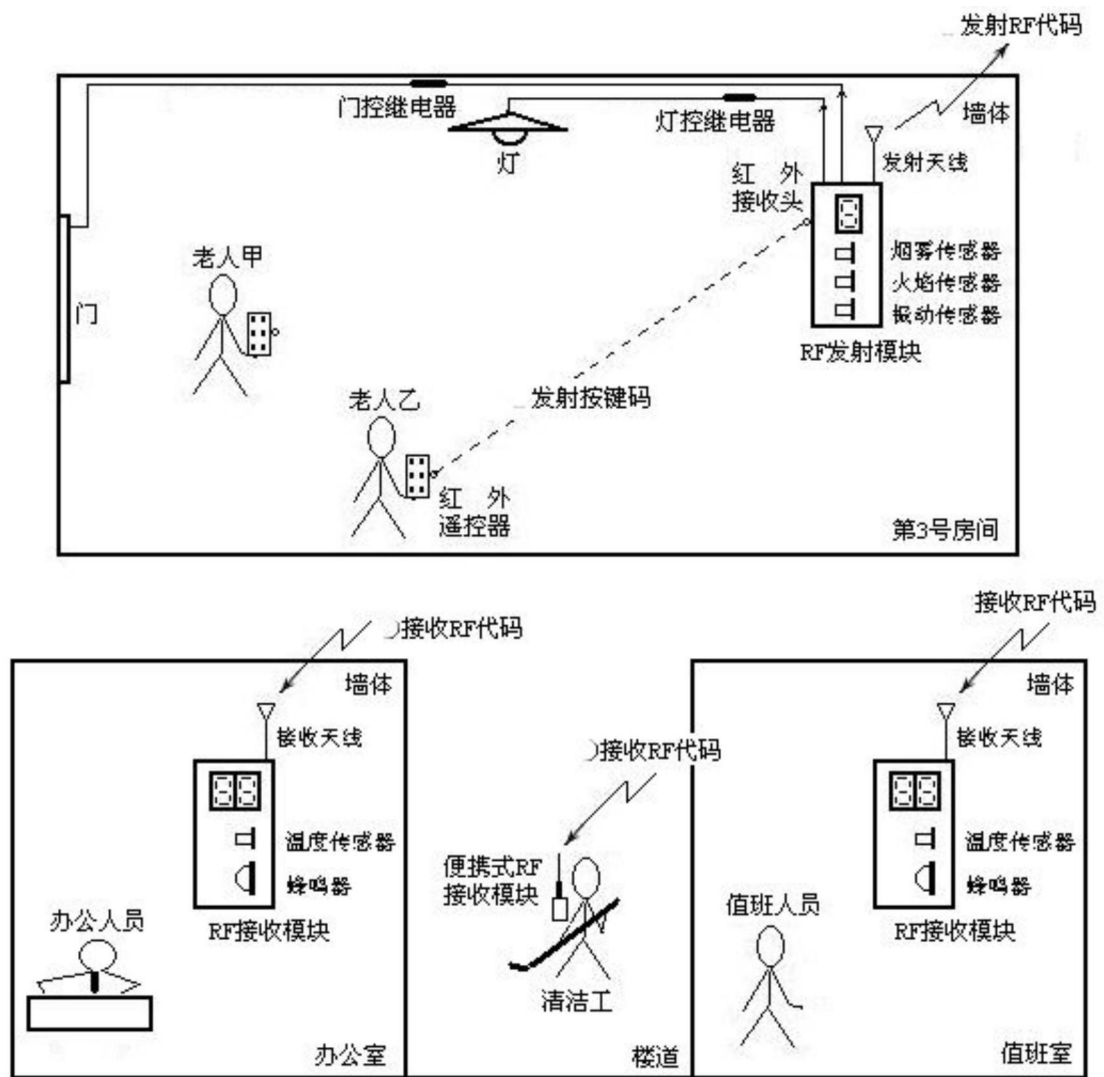 发射RF代码
门控继电器
灯控继电器
墙体
灯
发射天线
红 外
接收头
烟雾传感器
火焰传感器
振动传感器
RF发射模块
老人甲
门
老人乙
发射按键码
红 外
遥控器
第3号房间
接收RF代码
墙体
接收天线
温度传感器
蜂鸣器
RF接收模块
办公人员
办公室
接收RF代码
便携式RF
接收模块
清洁工
楼道
接收RF代码
墙体
接收天线
温度传感器
蜂鸣器
RF接收模块
值班人员
值班室